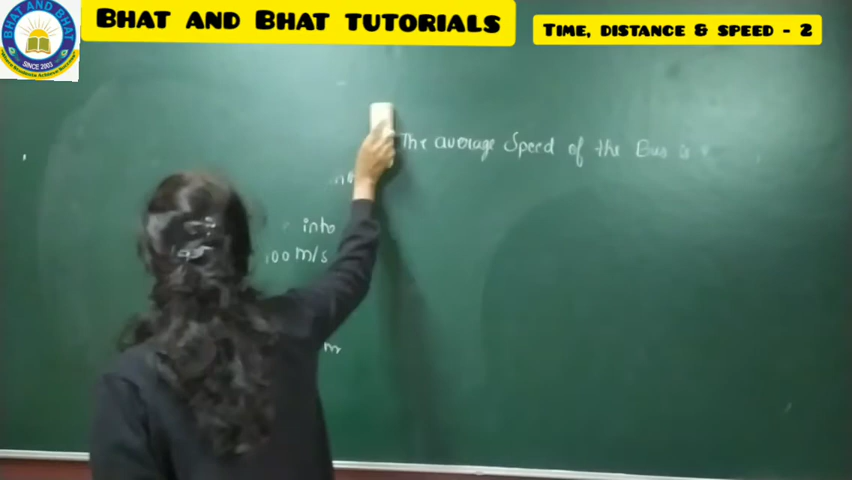 BHAT AND BHAT TUTORIALS
TIME, DISTANCE & SPEED - 2
BHAT AND BHAT
SINCE 2003
The average Speed of the Bus is
into
00 m/s
m